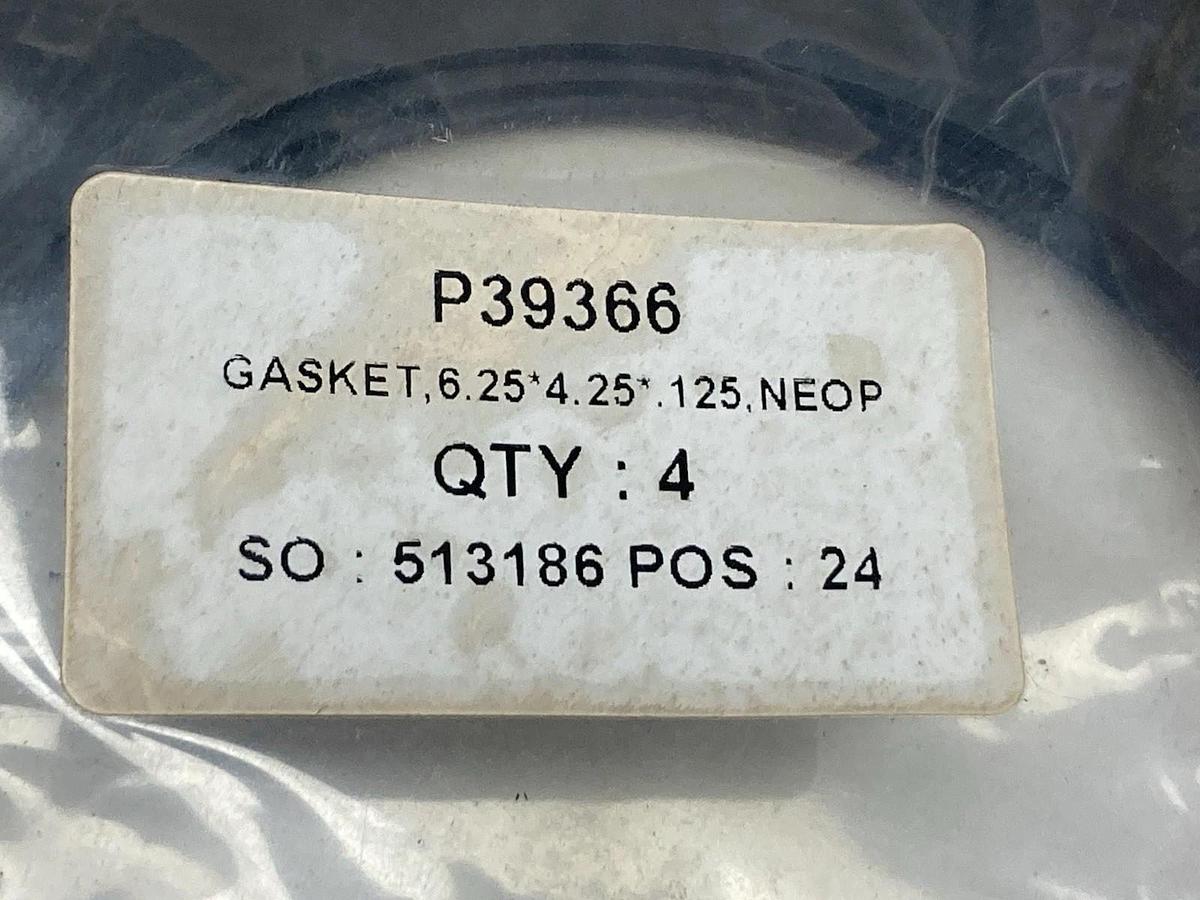 P39366
GASKET,6.25*4.25*.125,NEOP
QTY : 4
SO : 513186 POS : 24